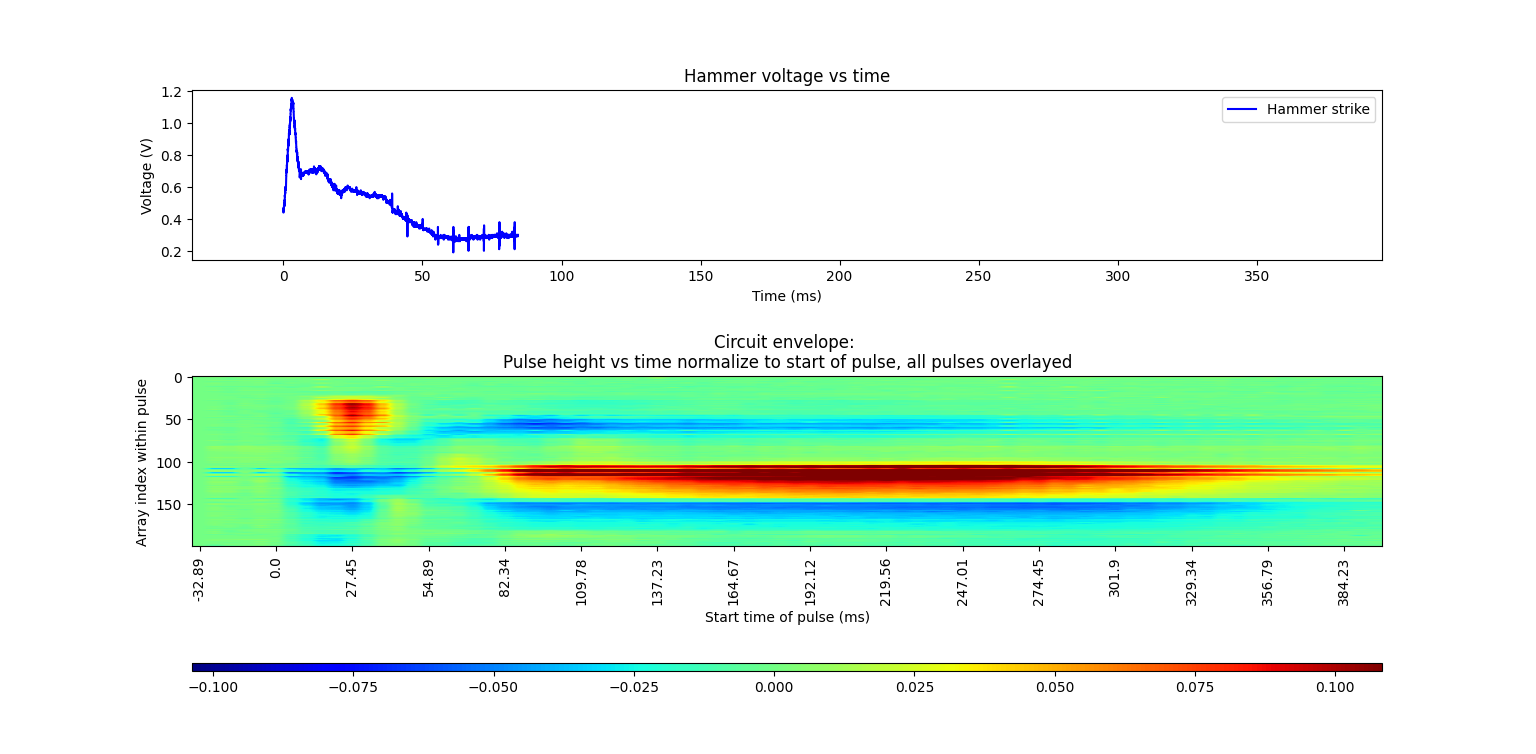 Hammer voltage vs time
1.2
1.0
0.8
0.6
0.4
0.2
Voltage (V)
Hammer strike
0 50 100 150 200 250 300 350
Time (ms)
Circuit envelope:
Pulse height vs time normalize to start of pulse, all pulses overlayed
0
50
100
150
Array index within pulse
-32.89 0.0 27.45 54.89 82.34 109.78 137.23 164.67 192.12 219.56 247.01 274.45 301.9 329.34 356.79 384.23
Start time of pulse (ms)
−0.100 −0.075 −0.050 −0.025 0.000 0.025 0.050 0.075 0.100